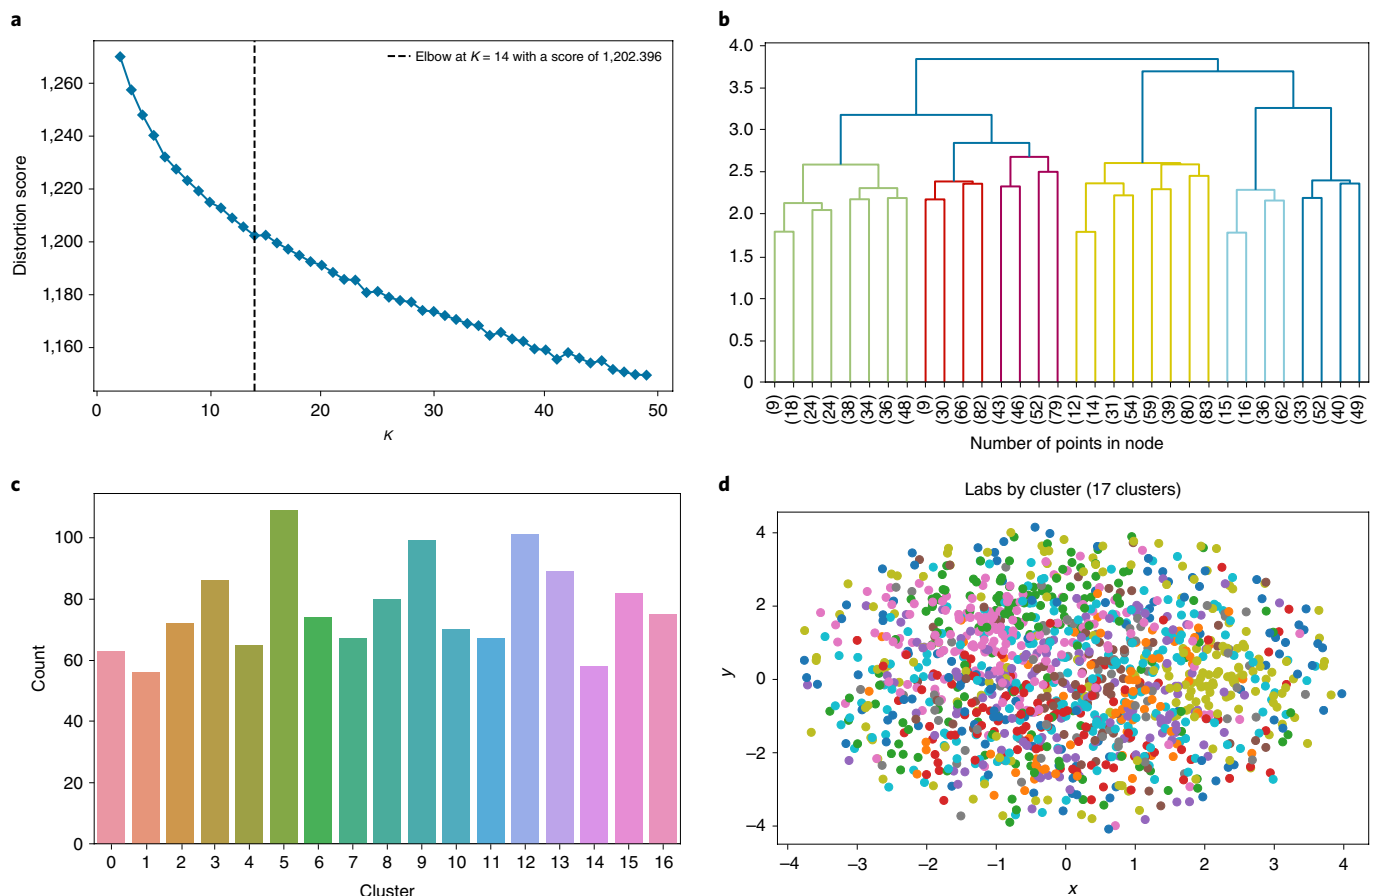 a
Elbow at K = 14 with a score of 1,202.396
Distortion score
1,260
1,240
1,220
1,200
1,180
1,160
0 10 20 30 40 50
K
b
4.0
3.5
3.0
2.5
2.0
1.5
1.0
0.5
0
(9) (18) (24) (24) (38) (34) (36) (48) (9) (30) (66) (82) (43) (46) (52) (79) (12) (14) (31) (54) (59) (39) (80) (83) (15) (16) (36) (62) (33) (52) (40) (49)
Number of points in node
c
Count
100
80
60
40
20
0
0 1 2 3 4 5 6 7 8 9 10 11 12 13 14 15 16
Cluster
d
Labs by cluster (17 clusters)
y
4
2
0
−2
−4
−4 −3 −2 −1 0 1 2 3 4
x